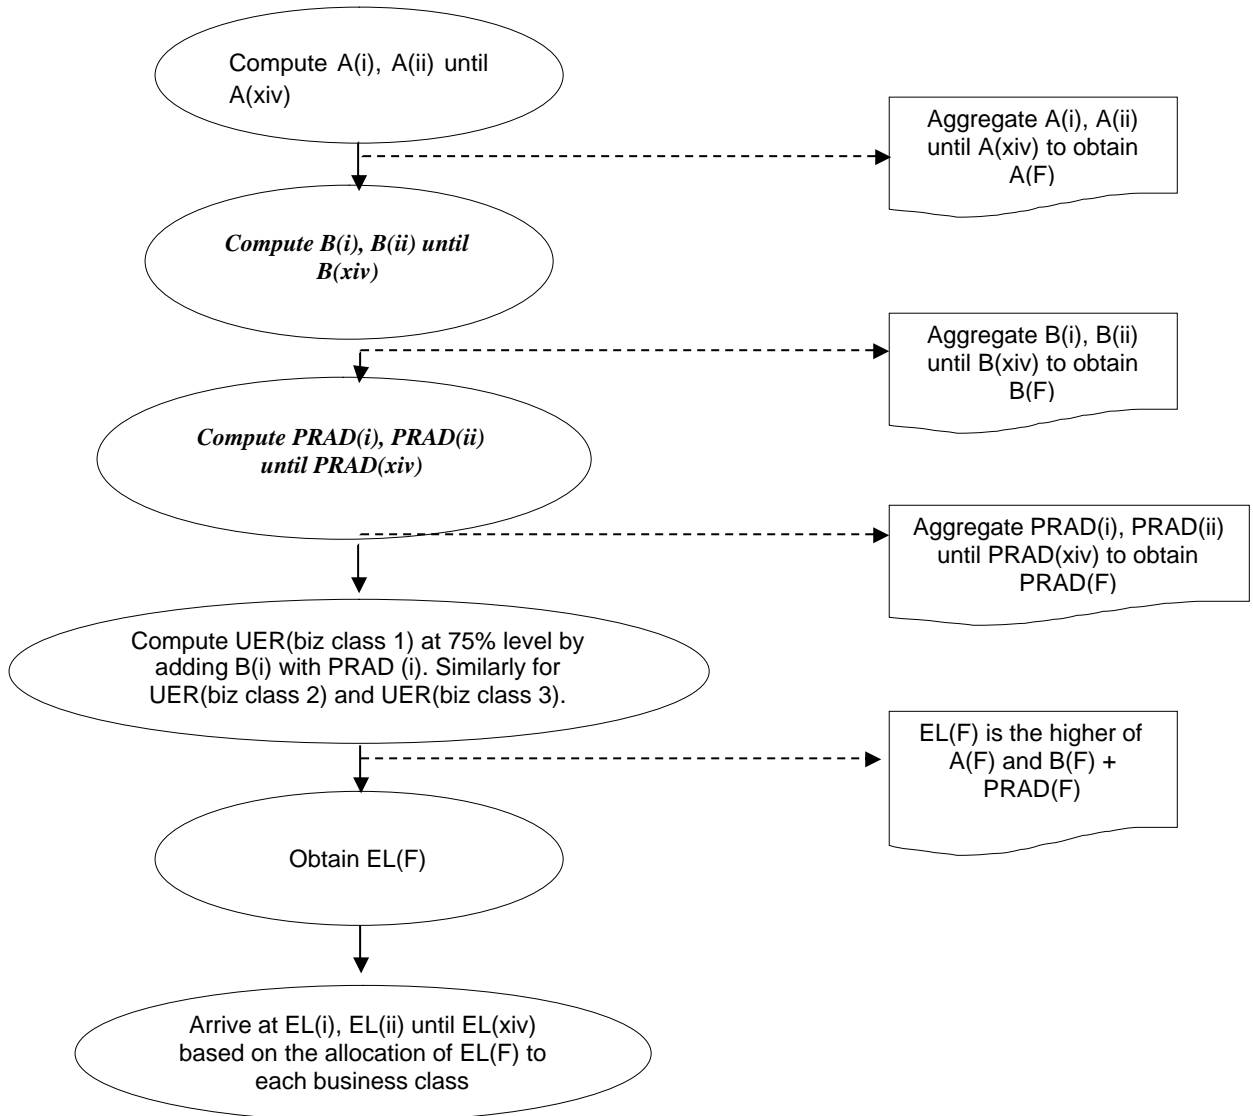 Compute A(i), A(ii) until
A(xiv)
Aggregate A(i), A(ii)
until A(xiv) to obtain
A(F)
Compute B(i), B(ii) until
B(xiv)
Aggregate B(i), B(ii)
until B(xiv) to obtain
B(F)
Compute PRAD(i), PRAD(ii)
until PRAD(xiv)
Aggregate PRAD(i), PRAD(ii)
until PRAD(xiv) to obtain
PRAD(F)
Compute UER(biz class 1) at 75% level by
adding B(i) with PRAD (i). Similarly for
UER(biz class 2) and UER(biz class 3).
EL(F) is the higher of
A(F) and B(F) +
PRAD(F)
Obtain EL(F)
Arrive at EL(i), EL(ii) until EL(xiv)
based on the allocation of EL(F) to
each business class